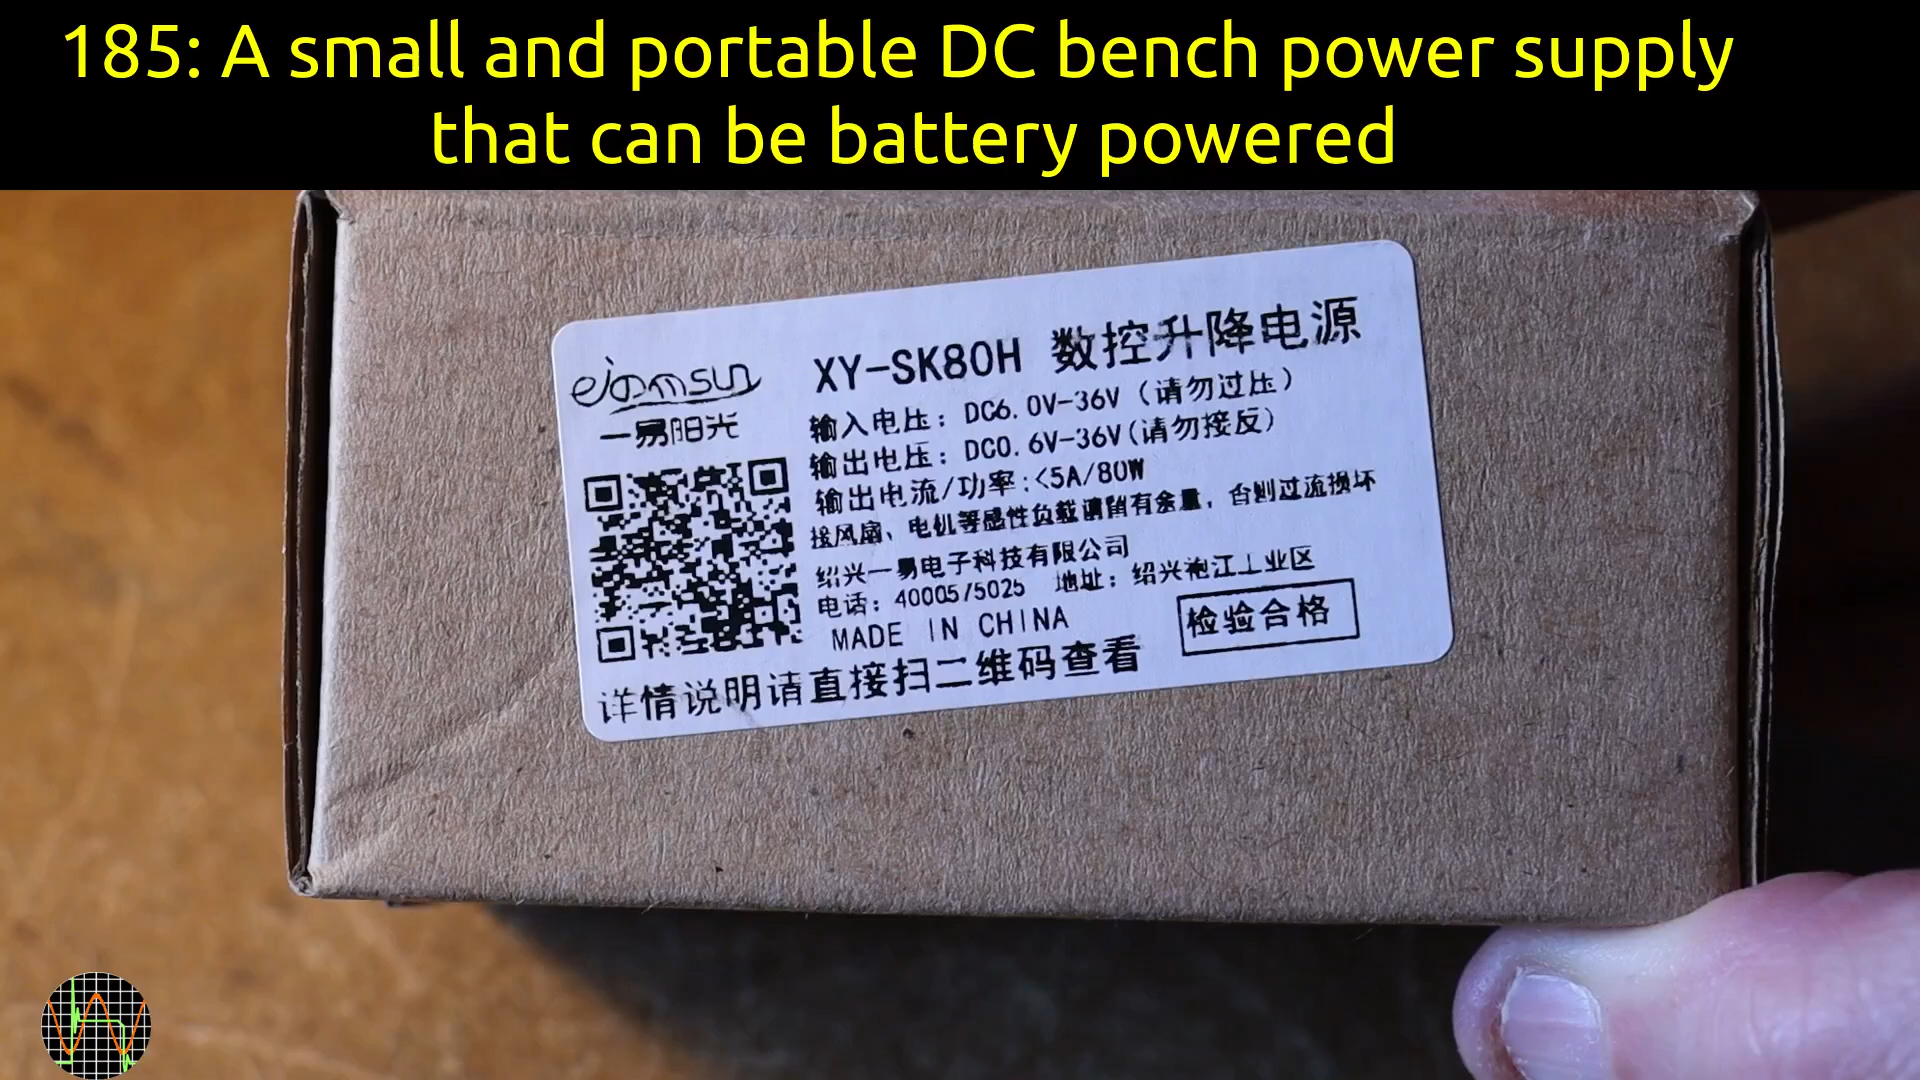 185: A small and portable DC bench power supply
that can be battery powered
ejamsun
一易阳光
XY-SK80H 数控升降电源
输入电压：DC6.0V-36V（请勿过压）
输出电压：DC0.6V-36V(请勿接反)
输出电流/功率:<5A/80W
接风扇、电机等感性负载请留有余量，否则过流损坏
绍兴一易电子科技有限公司
电话：40005/5025 地址：绍兴袍江工业区
MADE IN CHINA
检验合格
详情说明请直接扫二维码查看